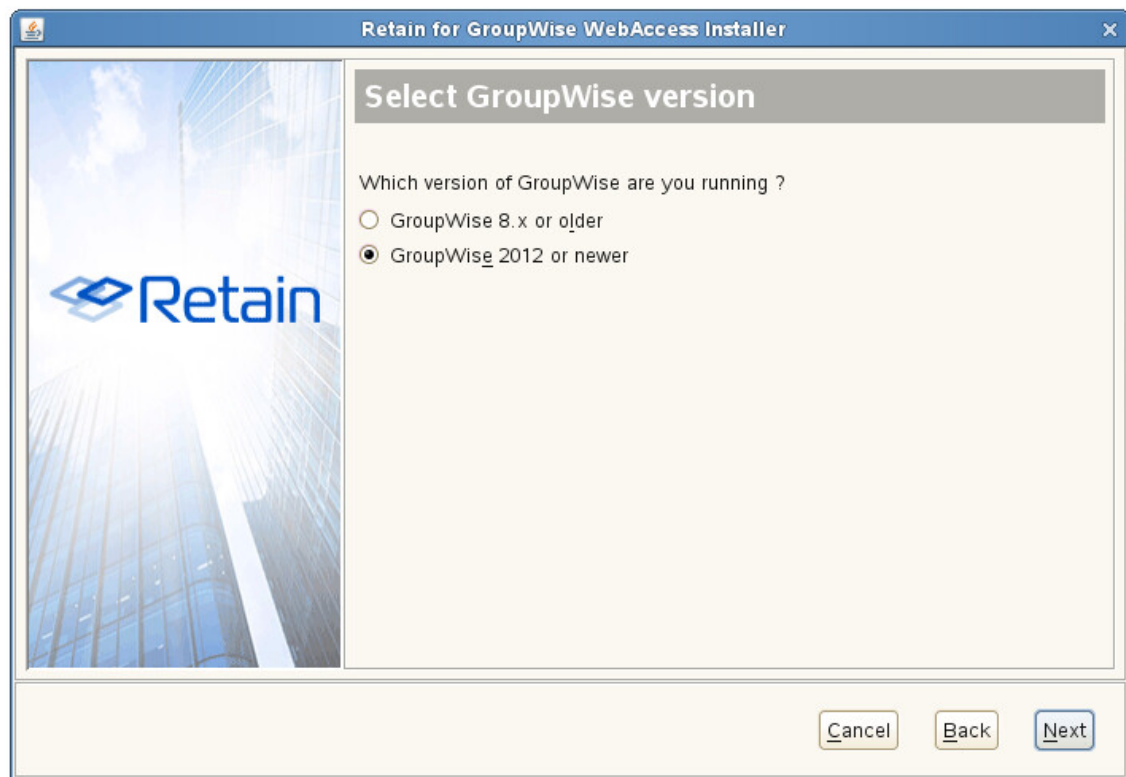 Retain for GroupWise WebAccess Installer
Select GroupWise version
Which version of GroupWise are you running ?
GroupWise 8.x or older
GroupWise 2012 or newer
Retain
Cancel Back Next